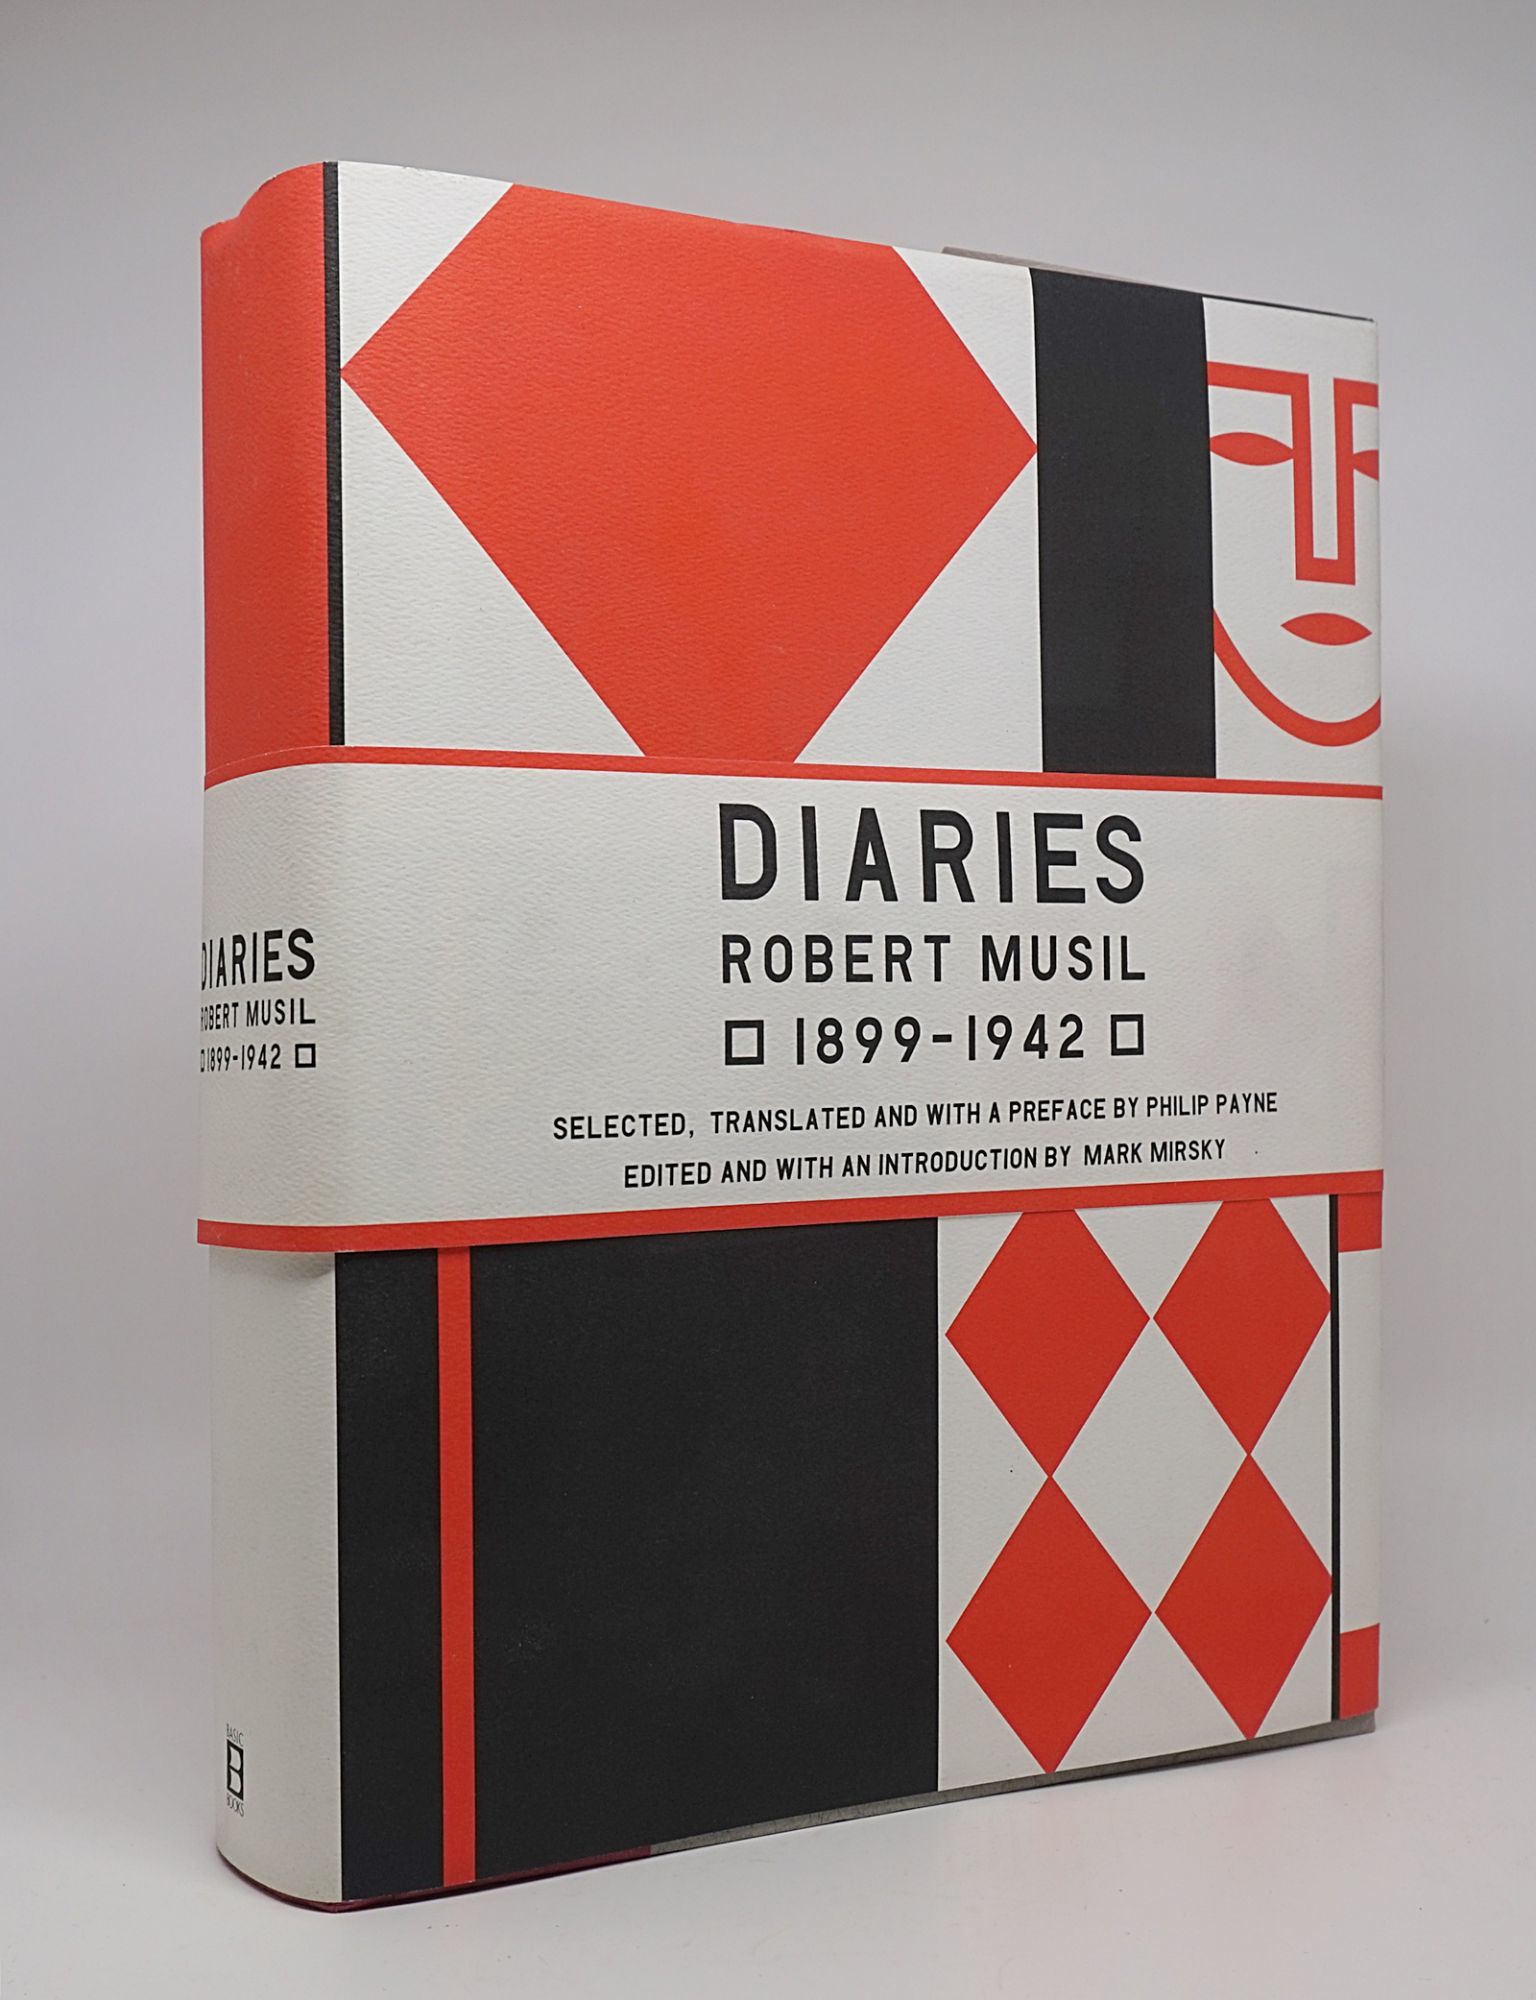 DIARIES
ROBERT MUSIL
1899-1942
SELECTED, TRANSLATED AND WITH A PREFACE BY PHILIP PAYNE
EDITED AND WITH AN INTRODUCTION BY MARK MIRSKY
DIARIES
ROBERT MUSIL
1899-1942
BASIC
B
BOOKS